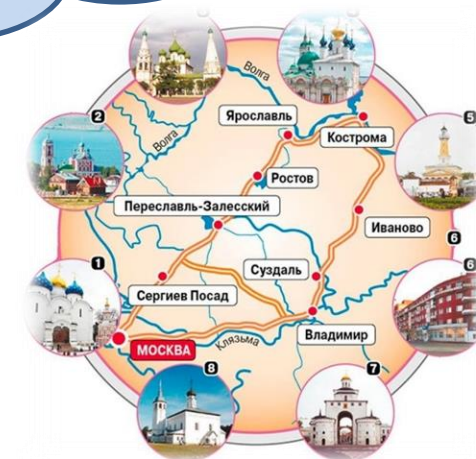 Волга
2
Ярославль
5
Волга
Кострома
Ростов
Переславль-Залесский
Иваново
6
1
Суздаль
6
Сергиев Посад
МОСКВА
Клязьма
Владимир
8
7